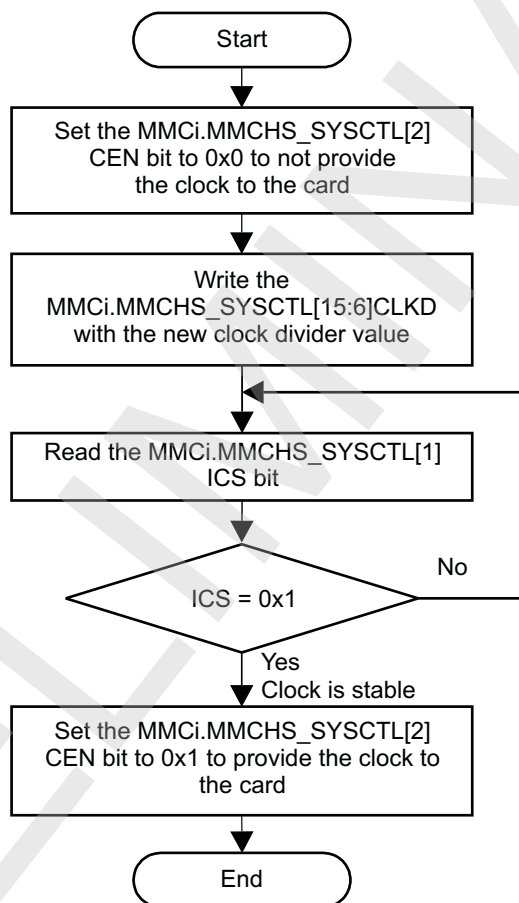 Start
Set the MMCi.MMCHS_SYSCTL[2]
CEN bit to 0x0 to not provide
the clock to the card
Write the
MMCi.MMCHS_SYSCTL[15:6]CLKD
with the new clock divider value
Read the MMCi.MMCHS_SYSCTL[1]
ICS bit
ICS = 0x1
No
Yes
Clock is stable
Set the MMCi.MMCHS_SYSCTL[2]
CEN bit to 0x1 to provide the clock to
the card
End